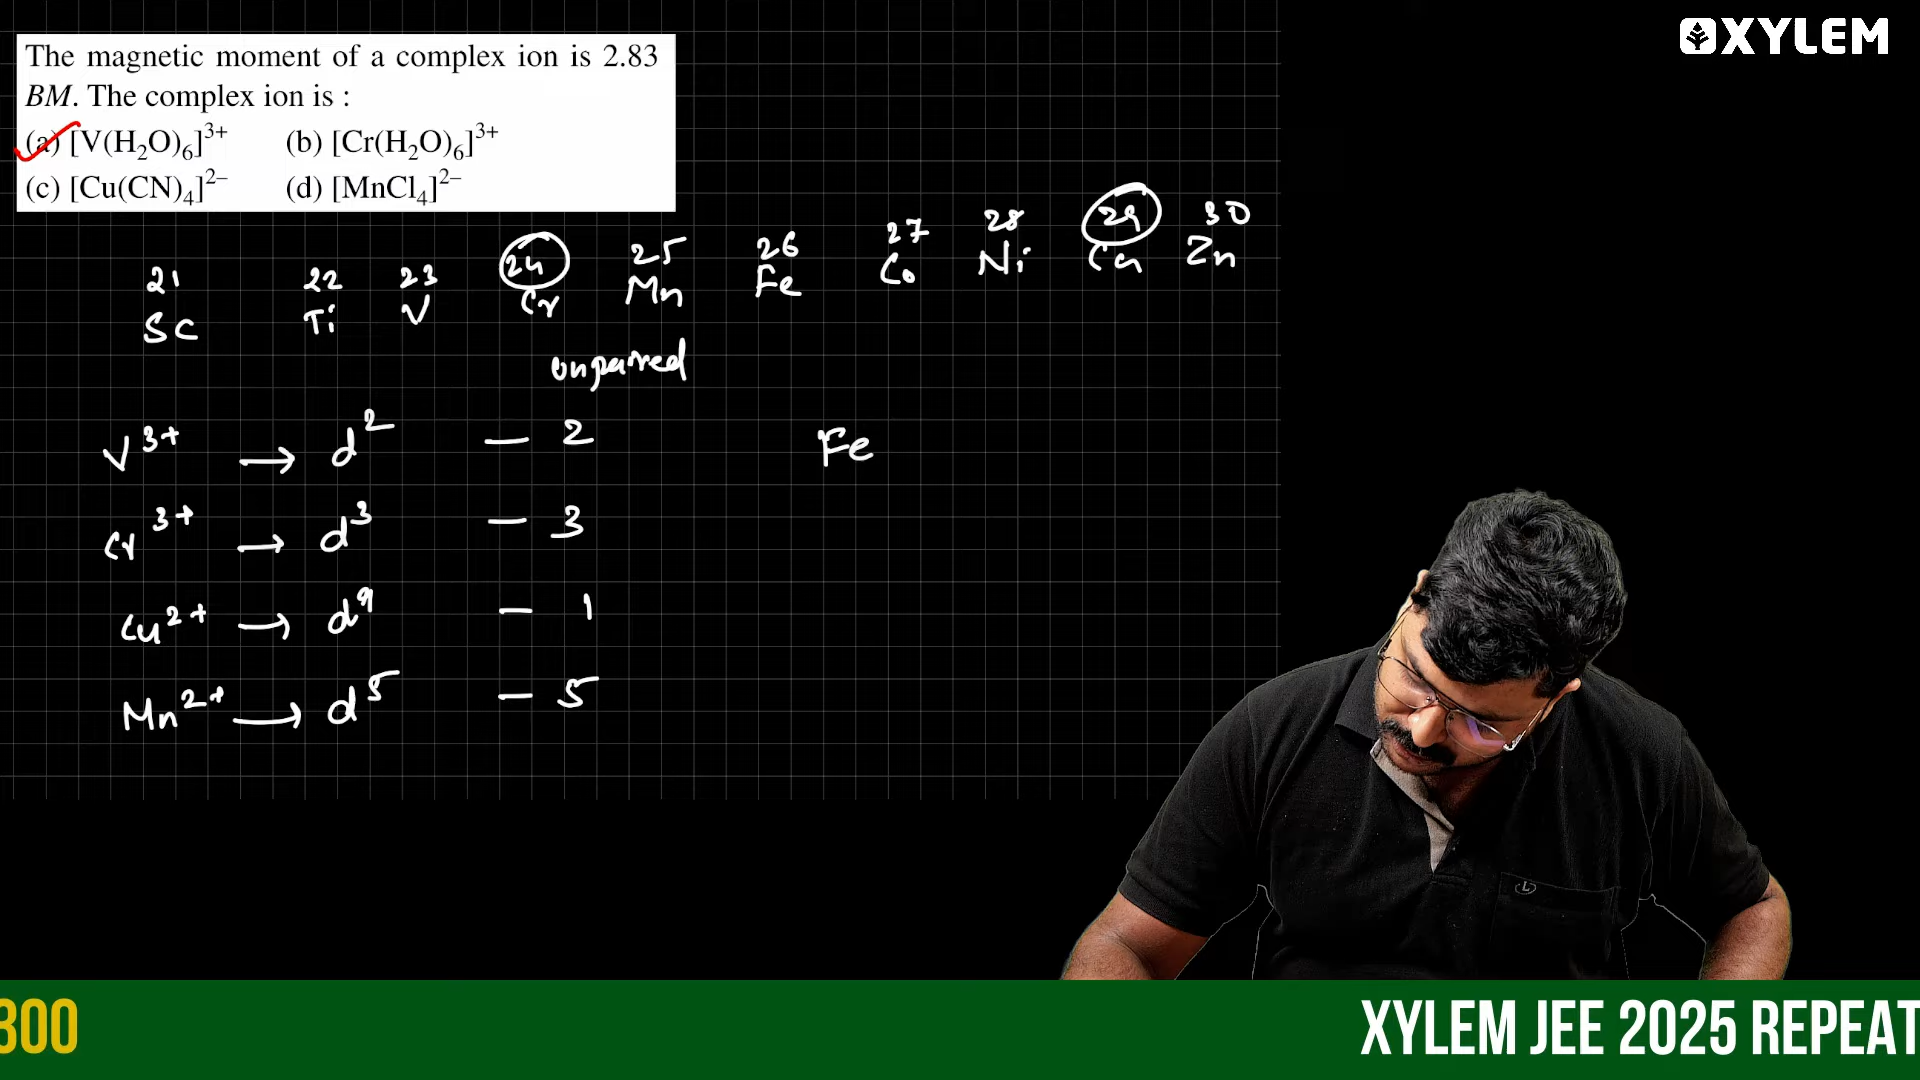 XYLEM
The magnetic moment of a complex ion is 2.83
BM. The complex ion is :
(a) [V(H₂O)₆]³⁺ (b) [Cr(H₂O)₆]³⁺
(c) [Cu(CN)₄]²⁻ (d) [MnCl₄]²⁻
21 22 23 24 25 26 27 28 29 30
Sc Ti V Cr Mn Fe Co Ni Cu Zn
unpaired
V³⁺ → d² – 2
Fe
Cr³⁺ → d³ – 3
Cu²⁺ → d⁹ – 1
Mn²⁺ → d⁵ – 5
300 XYLEM JEE 2025 REPEAT